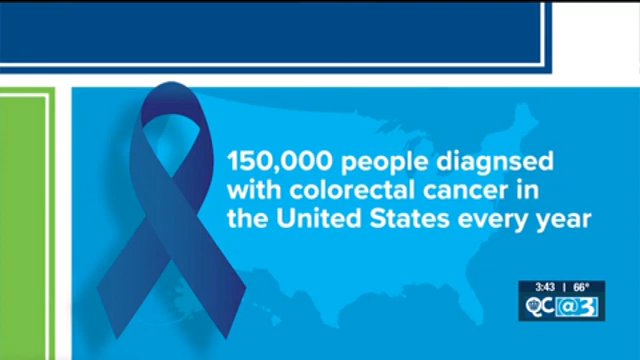 150,000 people diagnsed
with colorectal cancer in
the United States every year
3:43 | 66°
QC @3